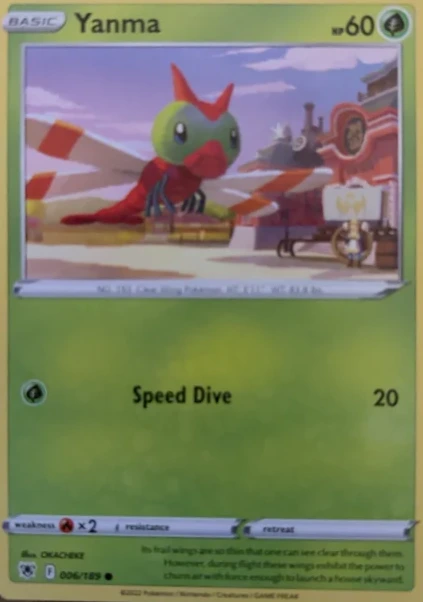 BASIC Yanma HP60
NO. 193 Clear Wing Pokémon HT: 3'11" WT: 83.8 lbs.
Speed Dive 20
weakness ×2 resistance retreat
Illus. OKACHEKE
Its frail wings are so thin that one can see clear through them.
However, during flight these wings exhibit the power to
churn air with force enough to launch a house skyward.
F 006/189
©2022 Pokémon / Nintendo / Creatures / GAME FREAK